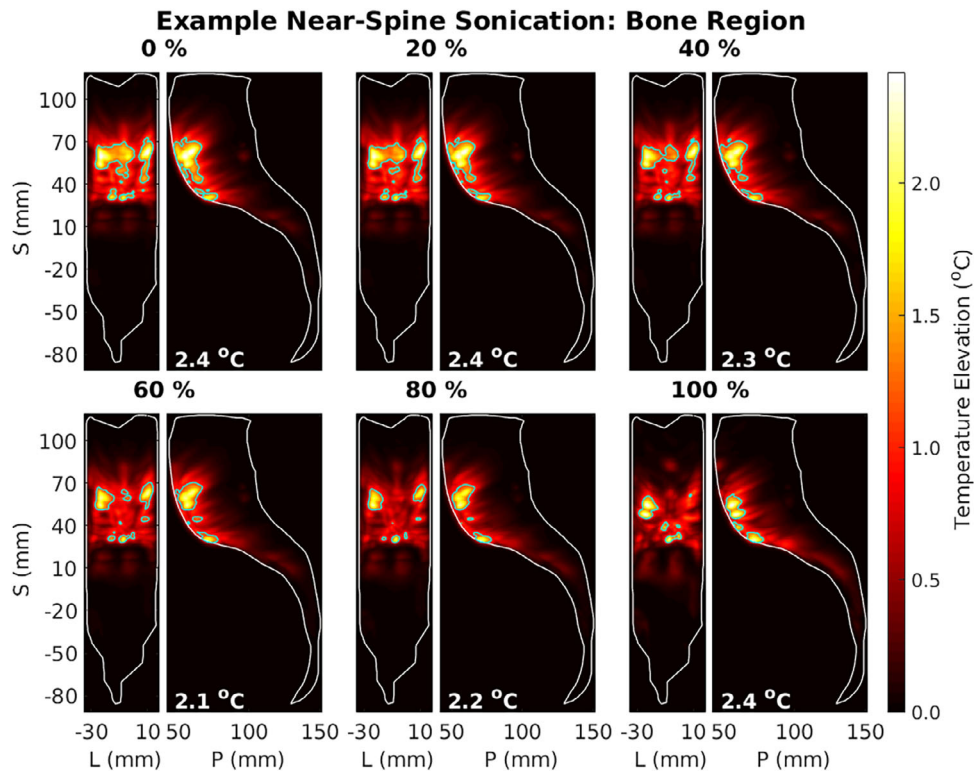 Example Near-Spine Sonication: Bone Region
0 %
20 %
40 %
100
70
40
10
-20
-50
-80
S (mm)
2.4 °C
2.4 °C
2.3 °C
60 %
80 %
100 %
100
70
40
10
-20
-50
-80
S (mm)
2.1 °C
2.2 °C
2.4 °C
-30 10 50 100 150
-30 10 50 100 150
-30 10 50 100 150
L (mm) P (mm)
L (mm) P (mm)
L (mm) P (mm)
2.0
1.5
1.0
0.5
0.0
Temperature Elevation (°C)